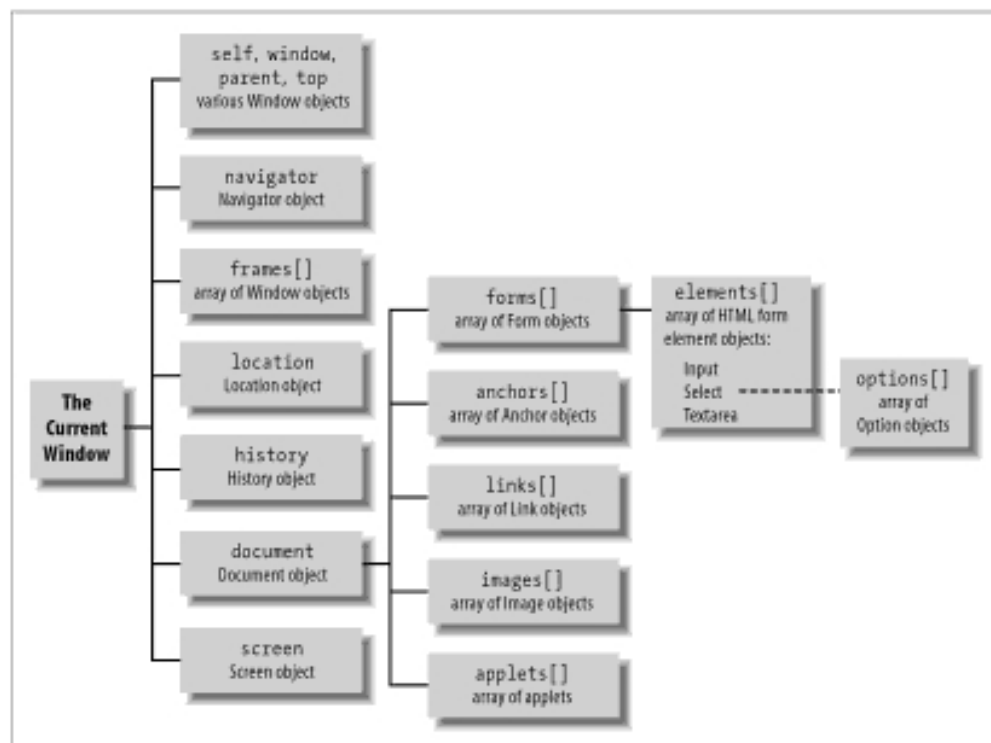 self, window,
parent, top
various Window objects
navigator
Navigator object
frames[]
array of Window objects
location
Location object
The
Current
Window
history
History object
document
Document object
screen
Screen object
forms[]
array of Form objects
anchors[]
array of Anchor objects
links[]
array of Link objects
images[]
array of Image objects
applets[]
array of applets
elements[]
array of HTML form
element objects:
Input
Select
Textarea
options[]
array of
Option objects